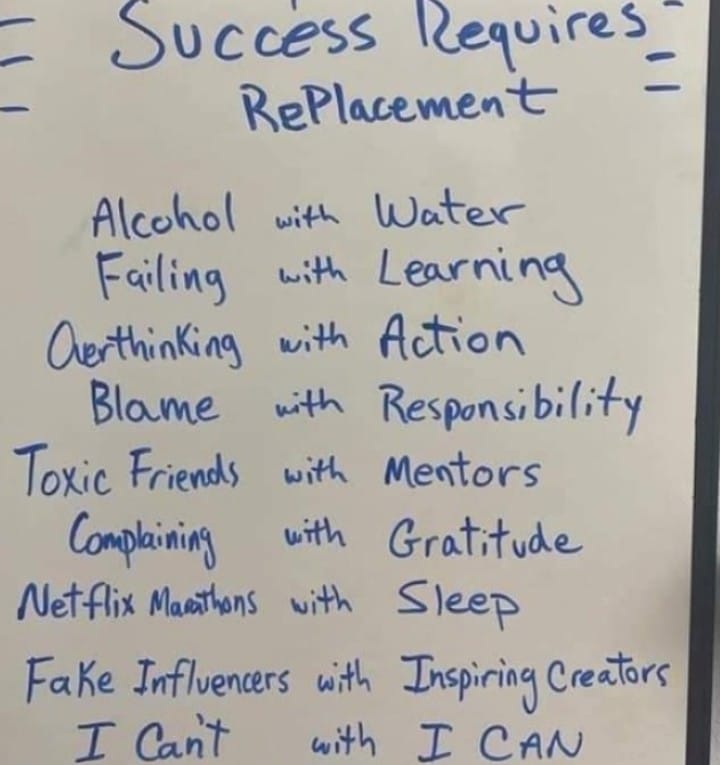 Success Requires
Replacement
Alcohol with Water
Failing with Learning
Overthinking with Action
Blame with Responsibility
Toxic Friends with Mentors
Complaining with Gratitude
Netflix Marathons with Sleep
Fake Influencers with Inspiring Creators
I Can't with I CAN